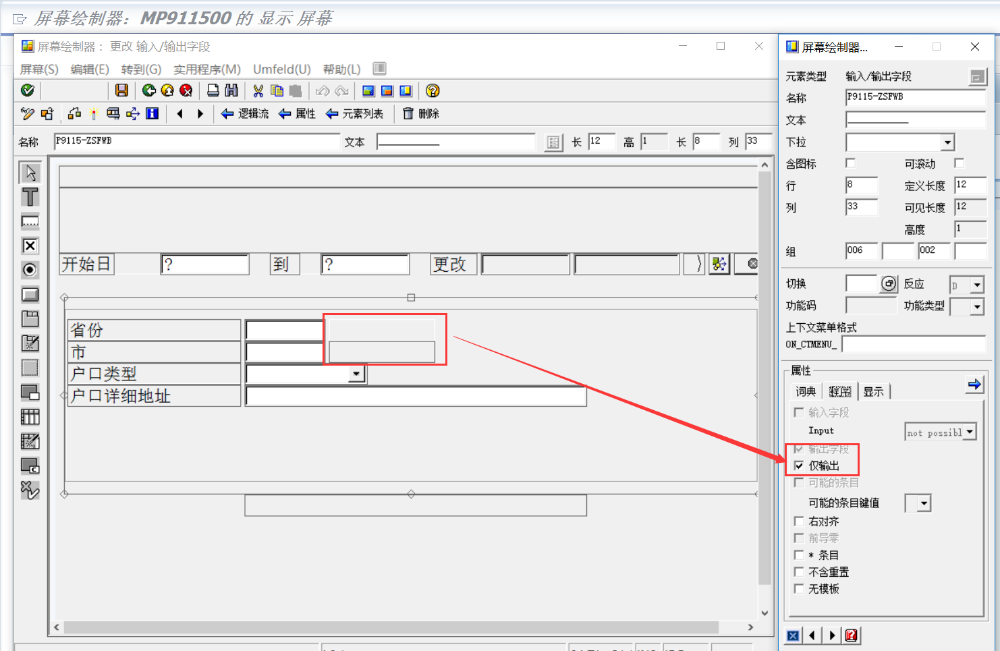 屏幕绘制器：MP911500 的 显示 屏幕
屏幕绘制器： 更改 输入/输出字段
屏幕(S) 编辑(E) 转到(G) 实用程序(M) Umfeld(U) 帮助(L)
逻辑流 属性 元素列表 删除
名称 P9115-ZSFWB 文本 ____________ 长 12 高 1 长 8 列 33
开始日 ? 到 ? 更改
省份
市
户口类型
户口详细地址
屏幕绘制器...
元素类型 输入/输出字段
名称 P9115-ZSFWB
文本 ____________
下拉
含图标 可滚动
行 8 定义长度 12
列 33 可见长度 12
高度 1
组 006 002
切换 反应 D
功能码 功能类型
上下文菜单格式
ON_CTMENU_
属性
词典 程序 显示
输入字段
Input not possibl
输出字段
仅输出
可能的条目
可能的条目键值
右对齐
前导零
* 条目
不含重置
无模板